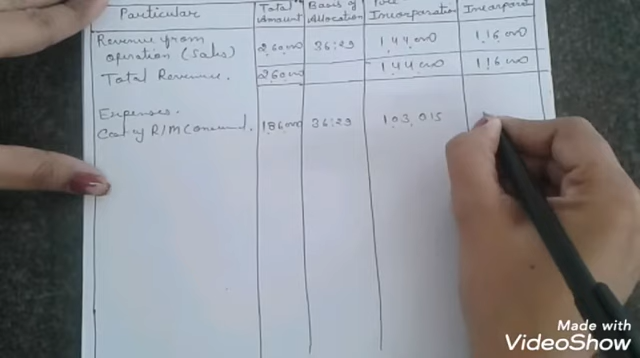 Particular Total Amount Basis of Allocation Incorporation Incorporat
Revenue from
operation (Sales) 2,60,000 36:29 1,44,000 1,16,000
Total Revenue. 2,60,000 1,44,000 1,16,000
Expenses.
Cost of R/M Consumed. 1,86,000 36:29 1,03,015
Made with
VideoShow